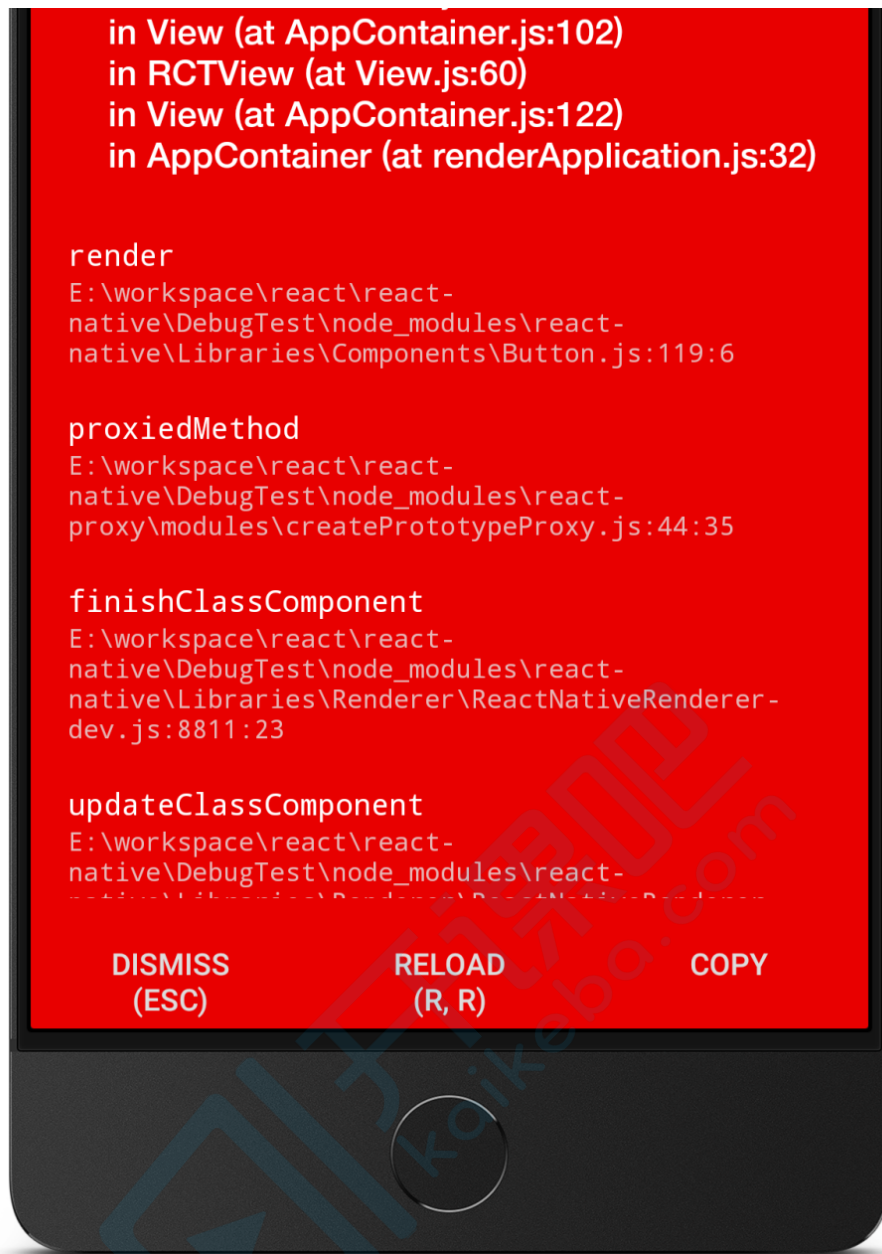 in View (at AppContainer.js:102)
in RCTView (at View.js:60)
in View (at AppContainer.js:122)
in AppContainer (at renderApplication.js:32)
render
E:\workspace\react\react-
native\DebugTest\node_modules\react-
native\Libraries\Components\Button.js:119:6
proxiedMethod
E:\workspace\react\react-
native\DebugTest\node_modules\react-
proxy\modules\createPrototypeProxy.js:44:35
finishClassComponent
E:\workspace\react\react-
native\DebugTest\node_modules\react-
native\Libraries\Renderer\ReactNativeRenderer-
dev.js:8811:23
updateClassComponent
E:\workspace\react\react-
native\DebugTest\node_modules\react-
DISMISS
(ESC)
RELOAD
(R, R)
COPY
开课吧
kaikeba.com